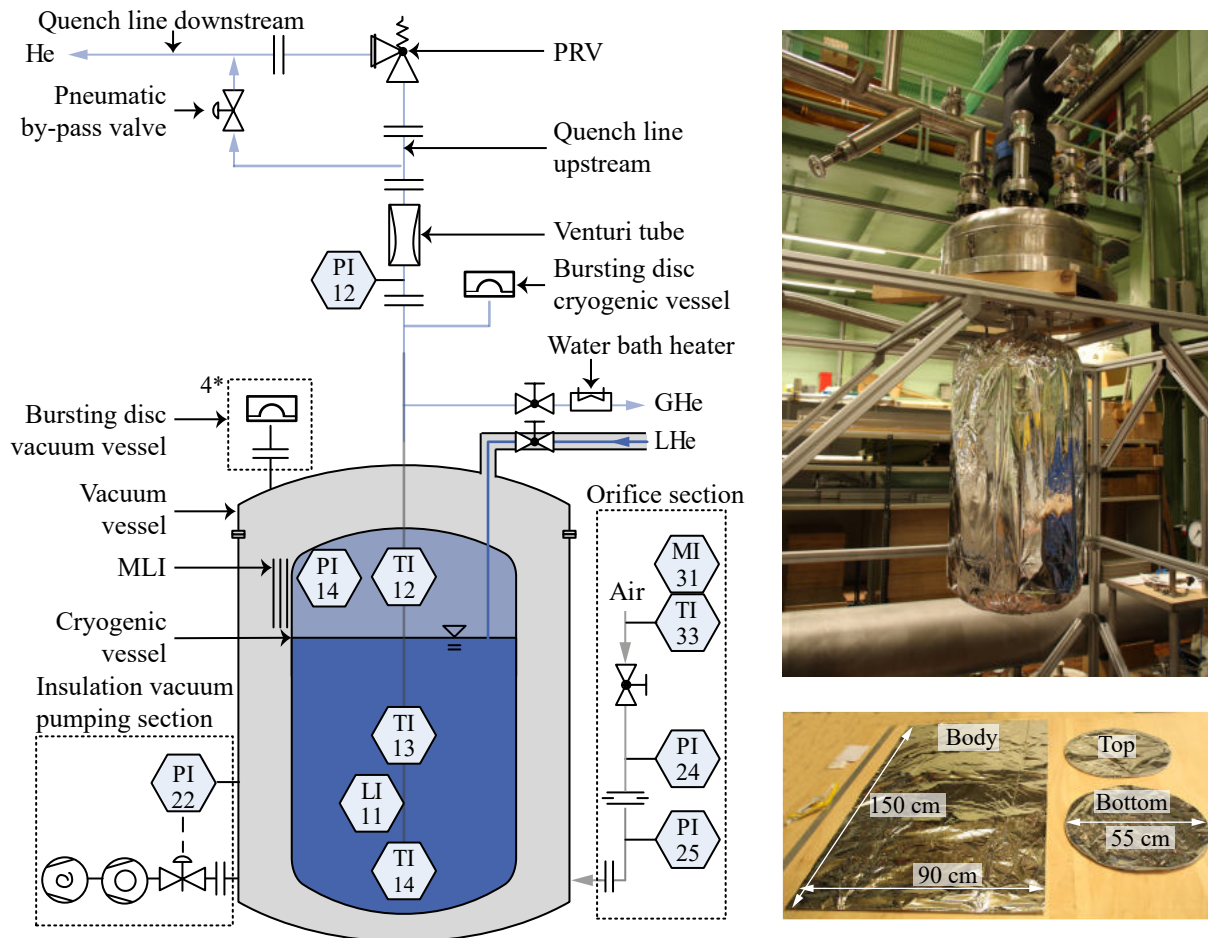 Quench line downstream
He
PRV
Pneumatic
by-pass valve
Quench line
upstream
Venturi tube
PI
12
Bursting disc
cryogenic vessel
Water bath heater
4*
GHe
Bursting disc
vacuum vessel
LHe
Vacuum
vessel
Orifice section
MLI
PI
14
TI
12
MI
31
Air
TI
33
Cryogenic
vessel
Insulation vacuum
pumping section
TI
13
PI
22
PI
24
LI
11
PI
25
TI
14
Body
Top
150 cm
Bottom
55 cm
90 cm